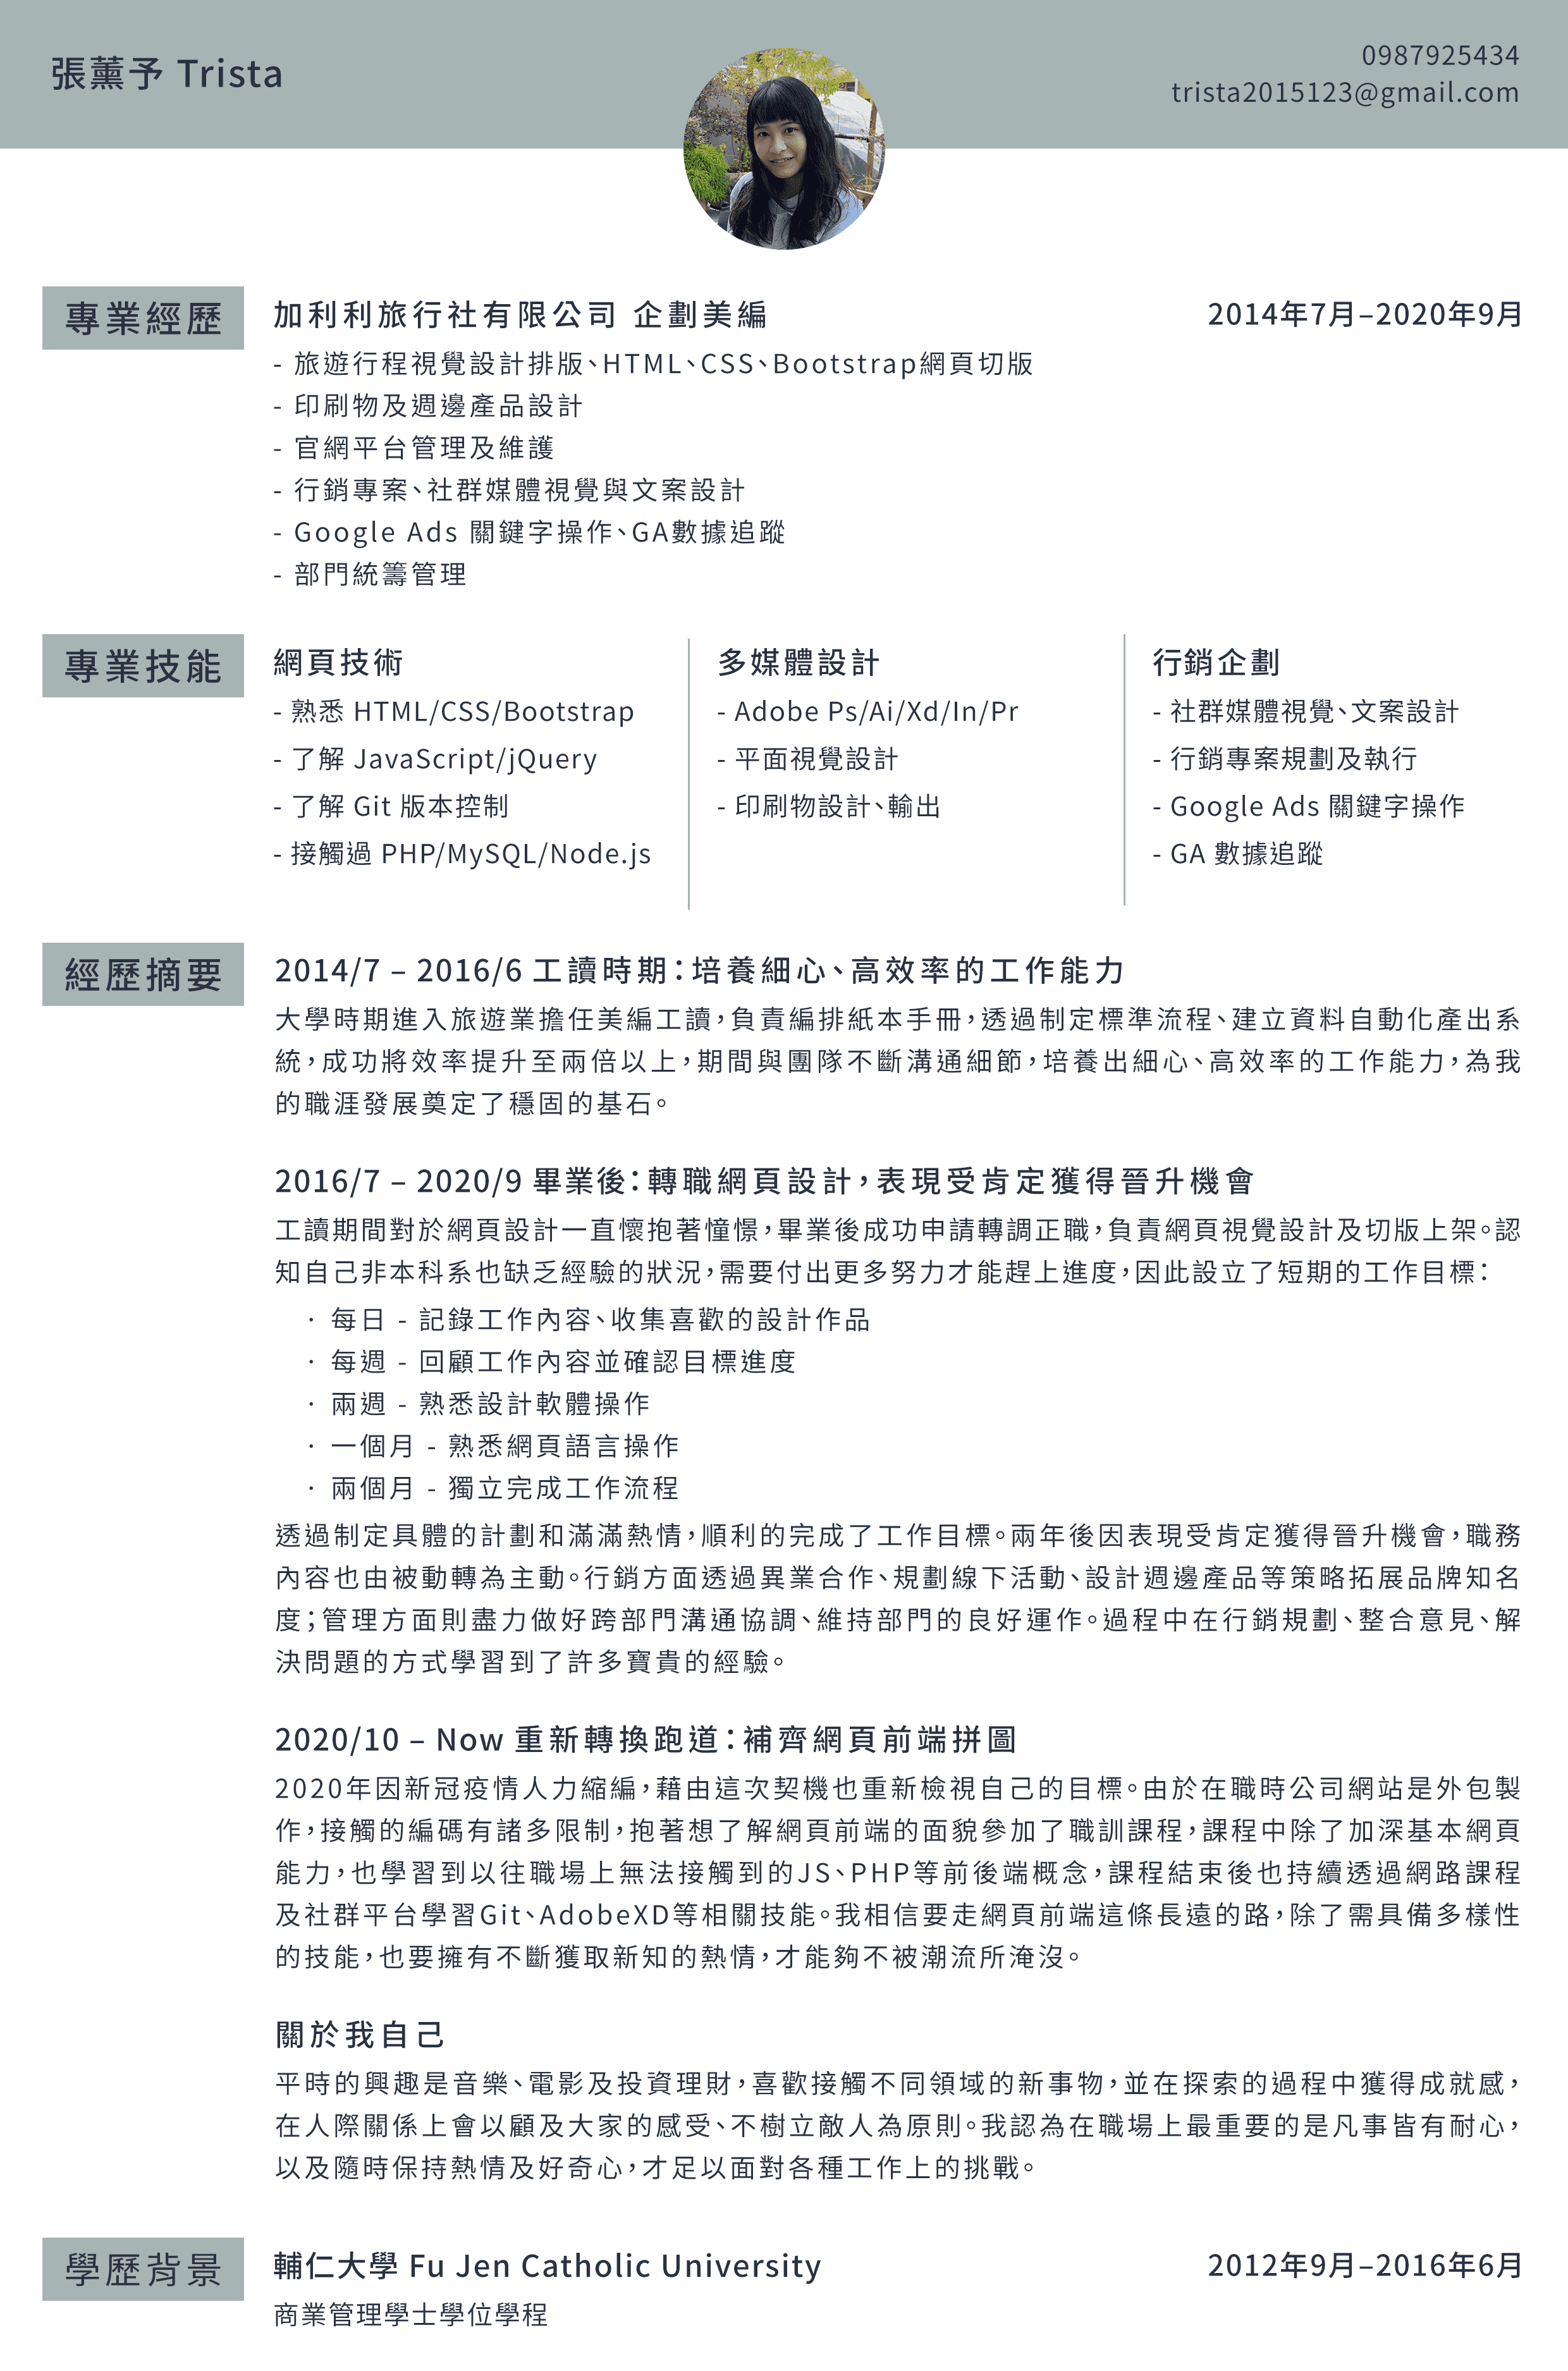 張薰予 Trista
0987925434
trista2015123@gmail.com
專業經歷
加利利旅行社有限公司 企劃美編
2014年7月–2020年9月
- 旅遊行程視覺設計排版、HTML、CSS、Bootstrap網頁切版
- 印刷物及週邊產品設計
- 官網平台管理及維護
- 行銷專案、社群媒體視覺與文案設計
- Google Ads 關鍵字操作、GA數據追蹤
- 部門統籌管理
專業技能
網頁技術
- 熟悉 HTML/CSS/Bootstrap
- 了解 JavaScript/jQuery
- 了解 Git 版本控制
- 接觸過 PHP/MySQL/Node.js
多媒體設計
- Adobe Ps/Ai/Xd/In/Pr
- 平面視覺設計
- 印刷物設計、輸出
行銷企劃
- 社群媒體視覺、文案設計
- 行銷專案規劃及執行
- Google Ads 關鍵字操作
- GA 數據追蹤
經歷摘要
2014/7 – 2016/6 工讀時期：培養細心、高效率的工作能力
大學時期進入旅遊業擔任美編工讀，負責編排紙本手冊，透過制定標準流程、建立資料自動化產出系
統，成功將效率提升至兩倍以上，期間與團隊不斷溝通細節，培養出細心、高效率的工作能力，為我
的職涯發展奠定了穩固的基石。
2016/7 – 2020/9 畢業後：轉職網頁設計，表現受肯定獲得晉升機會
工讀期間對於網頁設計一直懷抱著憧憬，畢業後成功申請轉調正職，負責網頁視覺設計及切版上架。認
知自己非本科系也缺乏經驗的狀況，需要付出更多努力才能趕上進度，因此設立了短期的工作目標：
· 每日 - 記錄工作內容、收集喜歡的設計作品
· 每週 - 回顧工作內容並確認目標進度
· 兩週 - 熟悉設計軟體操作
· 一個月 - 熟悉網頁語言操作
· 兩個月 - 獨立完成工作流程
透過制定具體的計劃和滿滿熱情，順利的完成了工作目標。兩年後因表現受肯定獲得晉升機會，職務
內容也由被動轉為主動。行銷方面透過異業合作、規劃線下活動、設計週邊產品等策略拓展品牌知名
度；管理方面則盡力做好跨部門溝通協調、維持部門的良好運作。過程中在行銷規劃、整合意見、解
決問題的方式學習到了許多寶貴的經驗。
2020/10 – Now 重新轉換跑道：補齊網頁前端拼圖
2020年因新冠疫情人力縮編，藉由這次契機也重新檢視自己的目標。由於在職時公司網站是外包製
作，接觸的編碼有諸多限制，抱著想了解網頁前端的面貌參加了職訓課程，課程中除了加深基本網頁
能力，也學習到以往職場上無法接觸到的JS、PHP等前後端概念，課程結束後也持續透過網路課程
及社群平台學習Git、AdobeXD等相關技能。我相信要走網頁前端這條長遠的路，除了需具備多樣性
的技能，也要擁有不斷獲取新知的熱情，才能夠不被潮流所淹沒。
關於我自己
平時的興趣是音樂、電影及投資理財，喜歡接觸不同領域的新事物，並在探索的過程中獲得成就感，
在人際關係上會以顧及大家的感受、不樹立敵人為原則。我認為在職場上最重要的是凡事皆有耐心，
以及隨時保持熱情及好奇心，才足以面對各種工作上的挑戰。
學歷背景
輔仁大學 Fu Jen Catholic University
2012年9月–2016年6月
商業管理學士學位學程